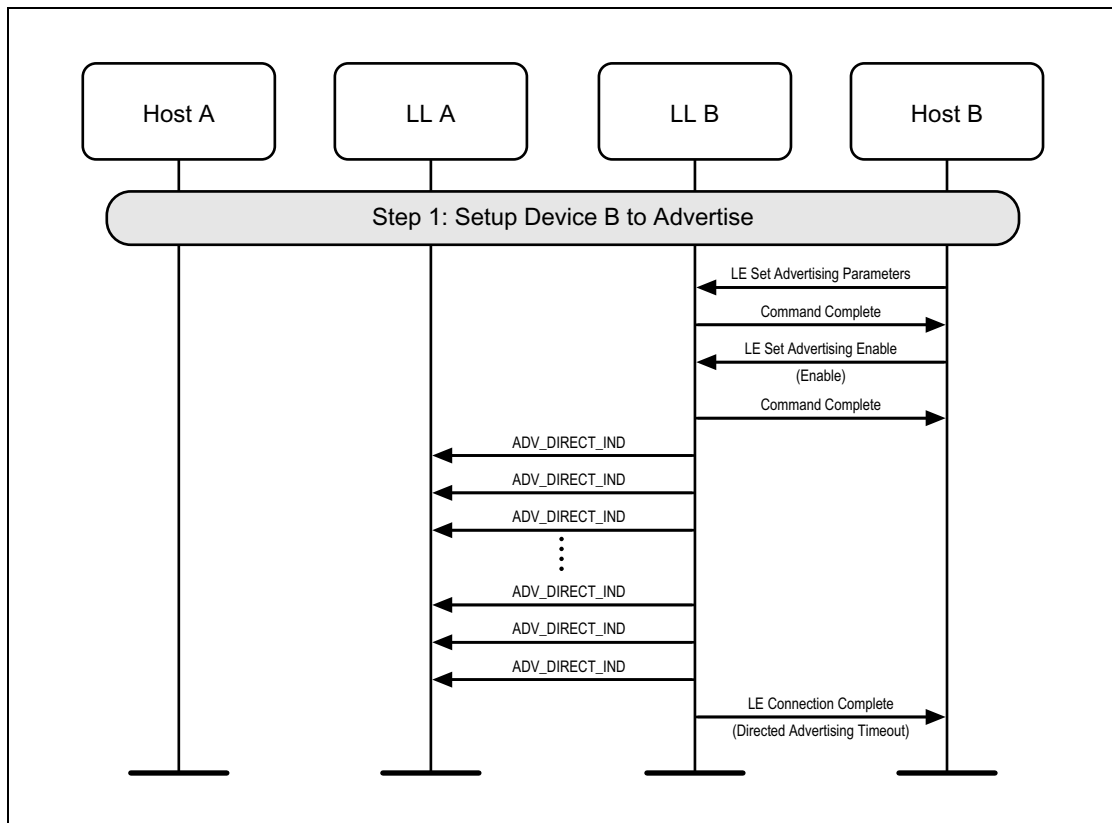 Host A
LL A
LL B
Host B
Step 1: Setup Device B to Advertise
LE Set Advertising Parameters
Command Complete
LE Set Advertising Enable
(Enable)
Command Complete
ADV_DIRECT_IND
ADV_DIRECT_IND
ADV_DIRECT_IND
ADV_DIRECT_IND
ADV_DIRECT_IND
ADV_DIRECT_IND
LE Connection Complete
(Directed Advertising Timeout)